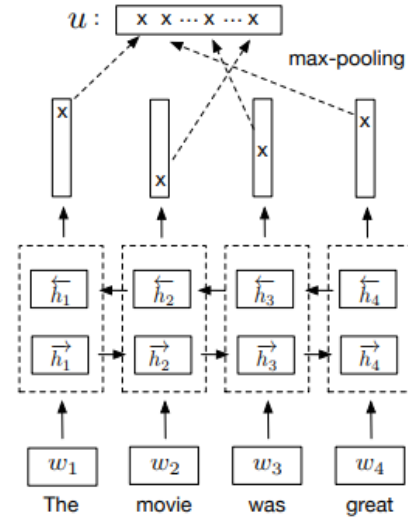 u : x x ... x ... x
max-pooling
x x x x
←h₁ ←h₂ ←h₃ ←h₄
→h₁ →h₂ →h₃ →h₄
w₁ w₂ w₃ w₄
The movie was great